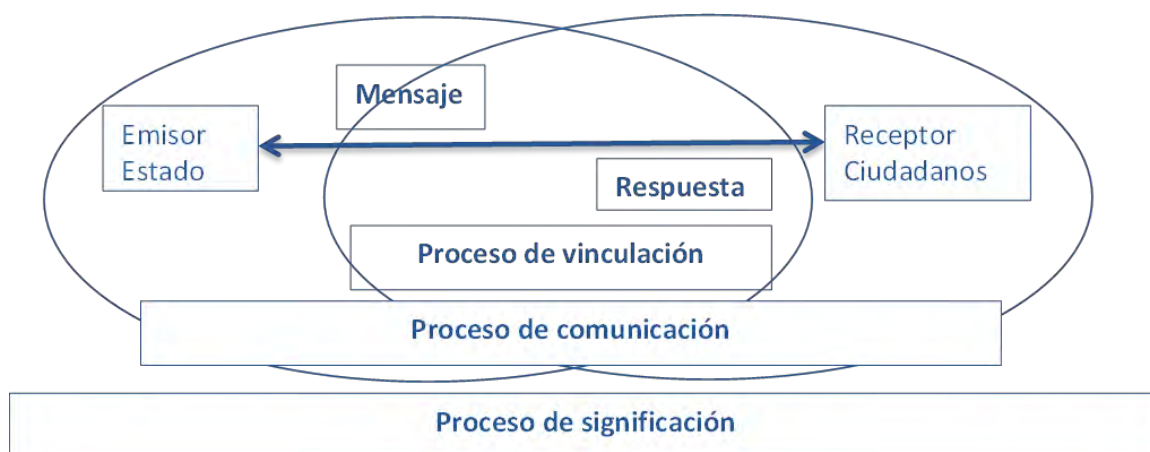 Mensaje
Emisor
Estado
Receptor
Ciudadanos
Respuesta
Proceso de vinculación
Proceso de comunicación
Proceso de significación